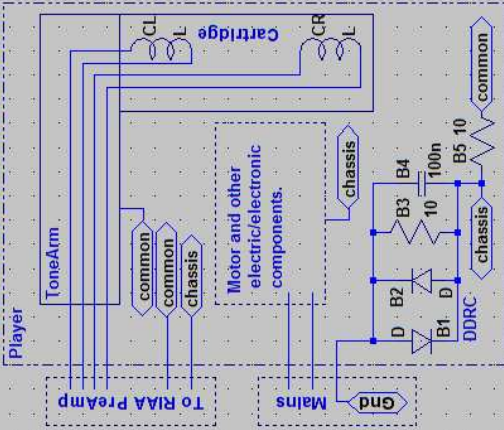 Player
ToneArm
Cartridge
CL
L
CR
L
common
common
chassis
Motor and other
electric/electronic
components.
chassis
common
B5 10
chassis
B4
100n
B3
10
B2
D
D
B1
DDRC
To RIAA PreAmp
Mains
Gnd